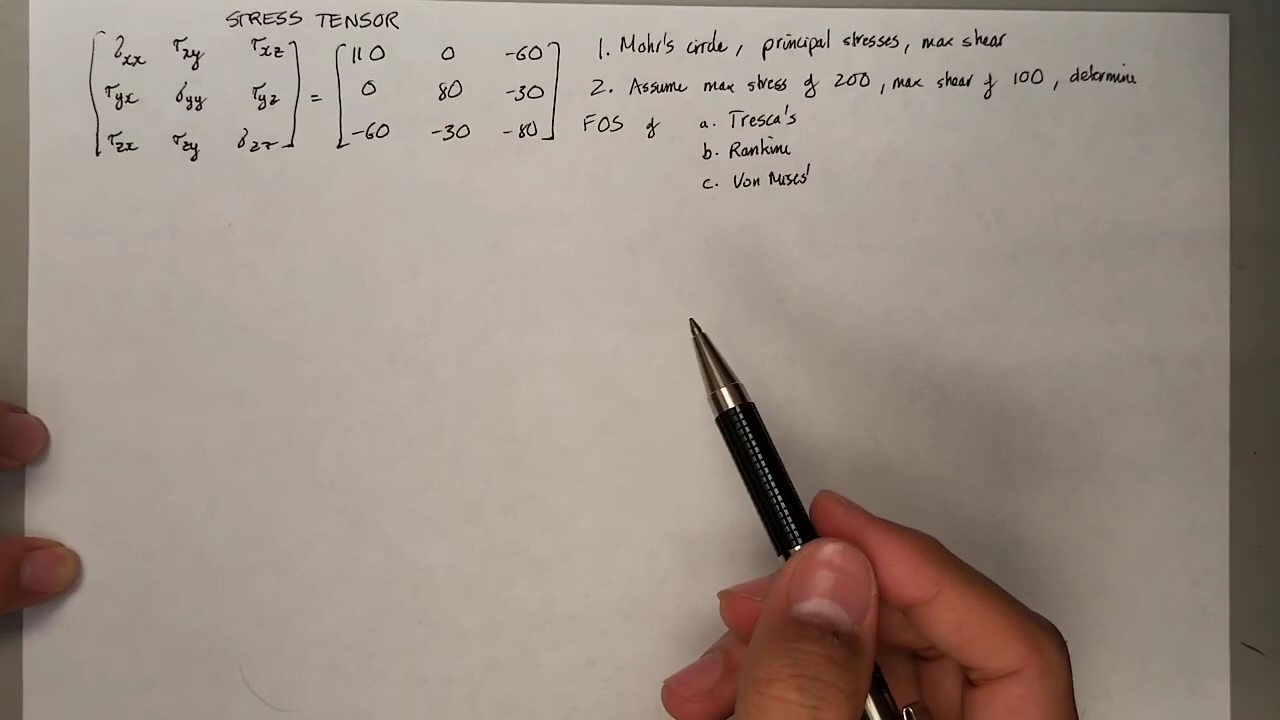 STRESS TENSOR
σxx τxy τxz 110 0 -60 1. Mohr's circle, principal stresses, max shear
τyx σyy τyz = 0 80 -30 2. Assume max stress of 200, max shear of 100, determine
τzx τzy σzz -60 -30 -80 FOS of a. Tresca's
b. Rankine
c. Von Mises'